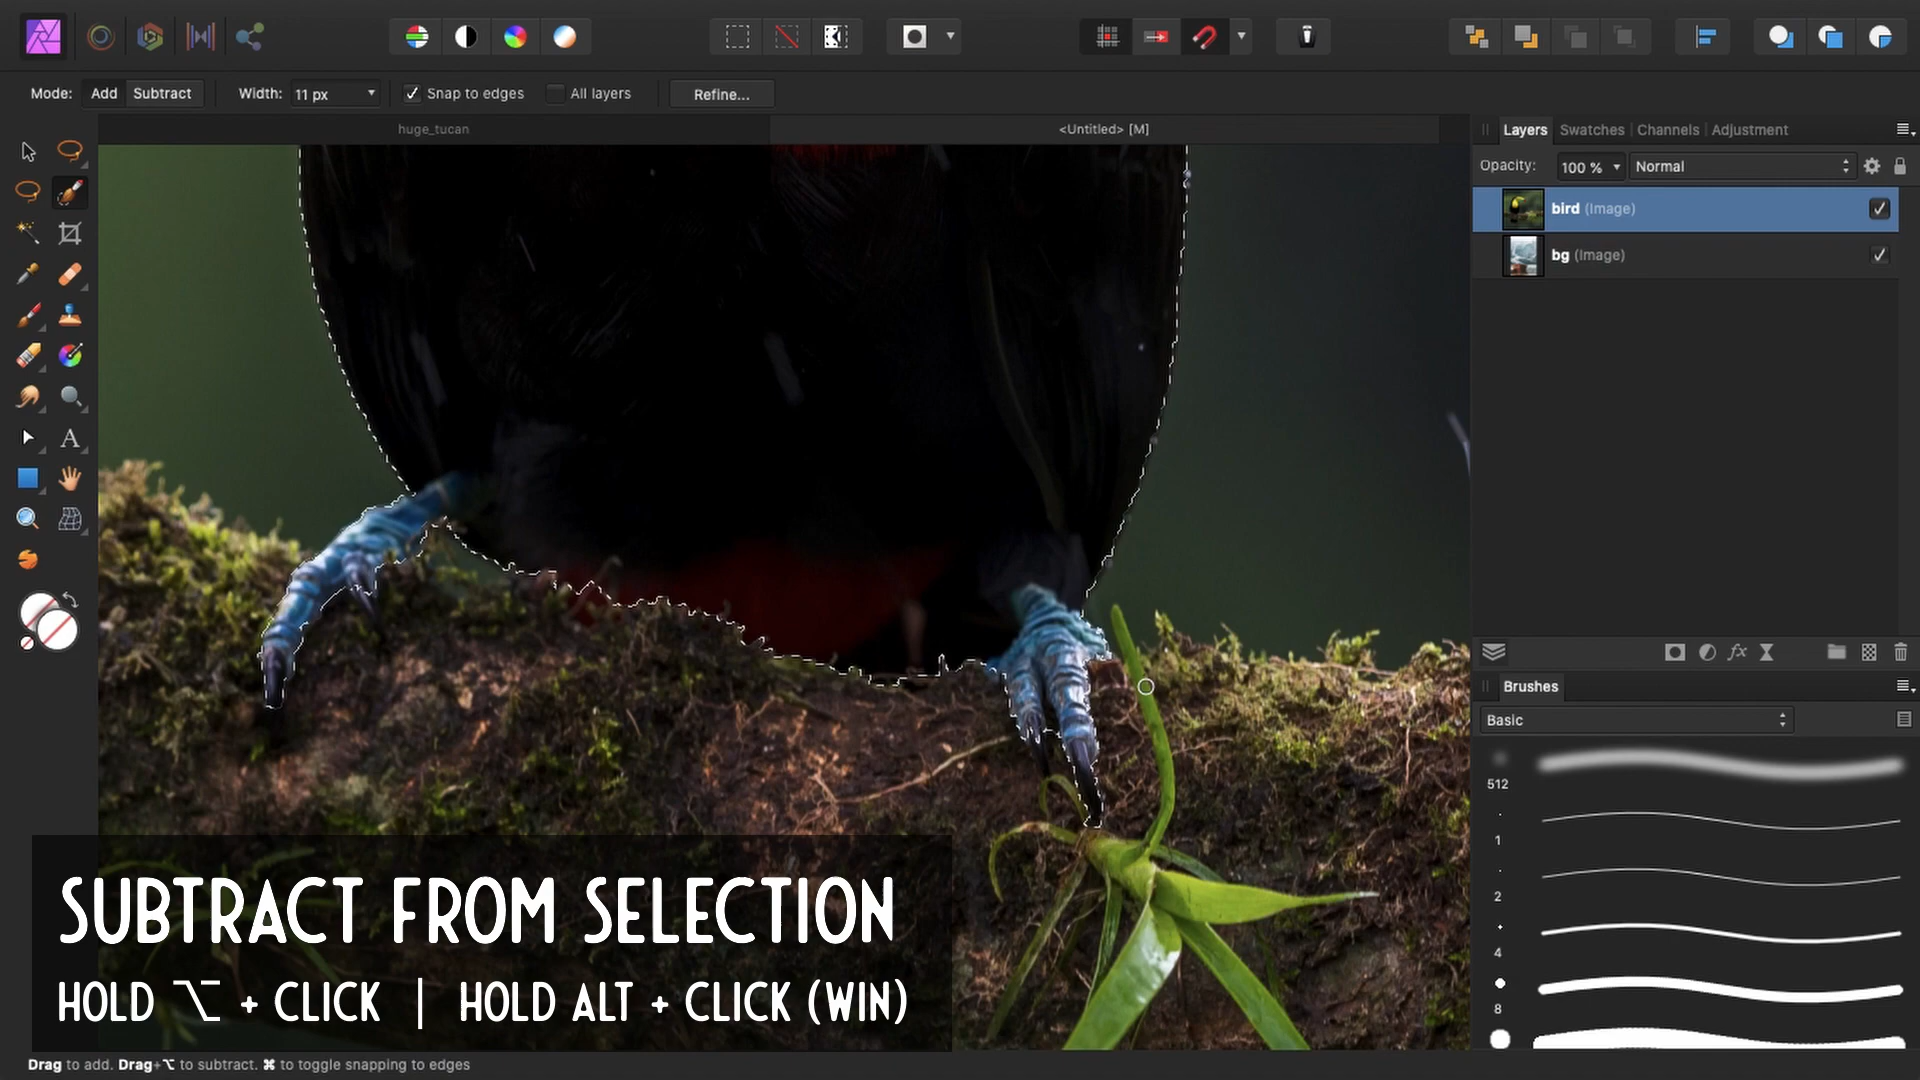 Mode: Add Subtract Width: 11 px Snap to edges All layers Refine...
huge_tucan <Untitled> [M]
Layers Swatches Channels Adjustment
Opacity: 100 % Normal
bird (Image)
bg (Image)
fx
Brushes
Basic
512
1
2
4
8
A
SUBTRACT FROM SELECTION
HOLD ⌥ + CLICK | HOLD ALT + CLICK (WIN)
Drag to add. Drag+⌥ to subtract. ⌘ to toggle snapping to edges